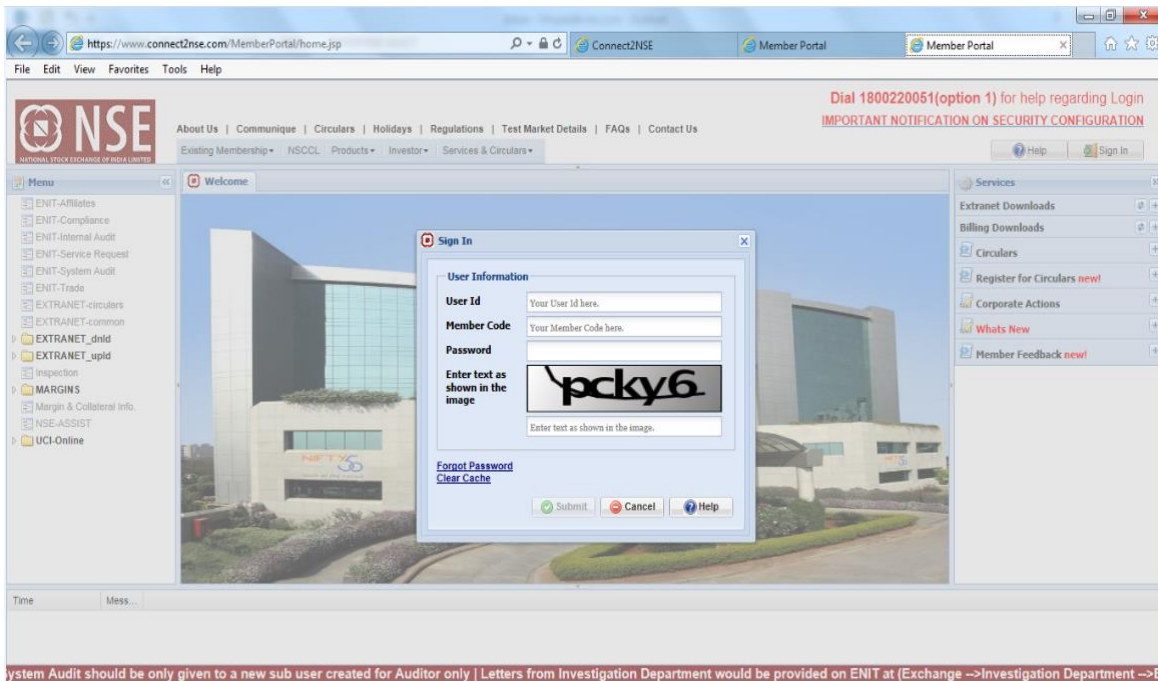 https://www.connect2nse.com/MemberPortal/home.jsp
Connect2NSE
Member Portal
Member Portal
File Edit View Favorites Tools Help
Dial 1800220051(option 1) for help regarding Login
IMPORTANT NOTIFICATION ON SECURITY CONFIGURATION
NSE
NATIONAL STOCK EXCHANGE OF INDIA LIMITED
About Us | Communique | Circulars | Holidays | Regulations | Test Market Details | FAQs | Contact Us
Existing Membership NSCCL Products Investor Services & Circulars
Help Sign In
Menu
ENIT-Affiliates
ENIT-Compliance
ENIT-Internal Audit
ENIT-Service Request
ENIT-System Audit
ENIT-Trade
EXTRANET-circulars
EXTRANET-common
EXTRANET_dnld
EXTRANET_upld
Inspection
MARGINS
Margin & Collateral Info.
NSE-ASSIST
UCI-Online
Welcome
NIFTY 50
Sign In
User Information
User Id
Your User Id here.
Member Code
Your Member Code here.
Password
Enter text as
shown in the
image
pcky6
Enter text as shown in the image.
Forgot Password
Clear Cache
Submit Cancel Help
Services
Extranet Downloads
Billing Downloads
Circulars
Register for Circulars new!
Corporate Actions
Whats New
Member Feedback new!
Time Mess...
ystem Audit should be only given to a new sub user created for Auditor only | Letters from Investigation Department would be provided on ENIT at (Exchange -->Investigation Department -->E